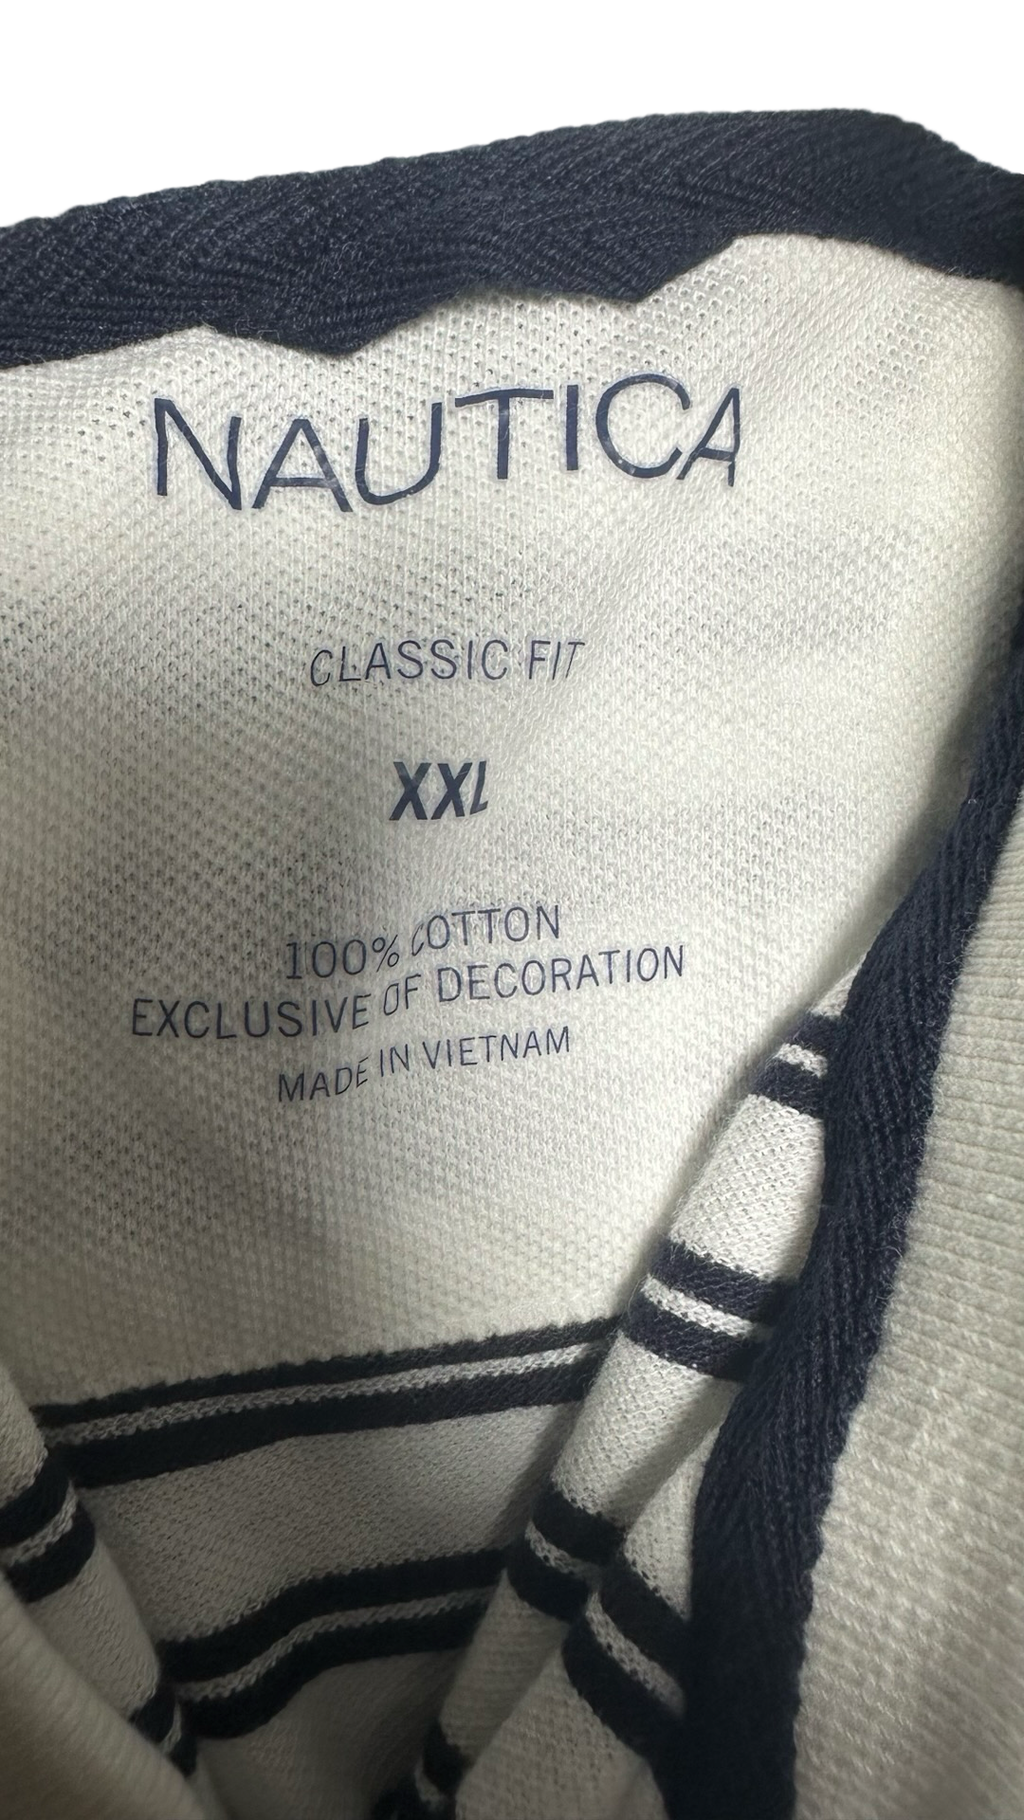 NAUTICA
CLASSIC FIT
XXL
100% COTTON
EXCLUSIVE OF DECORATION
MADE IN VIETNAM